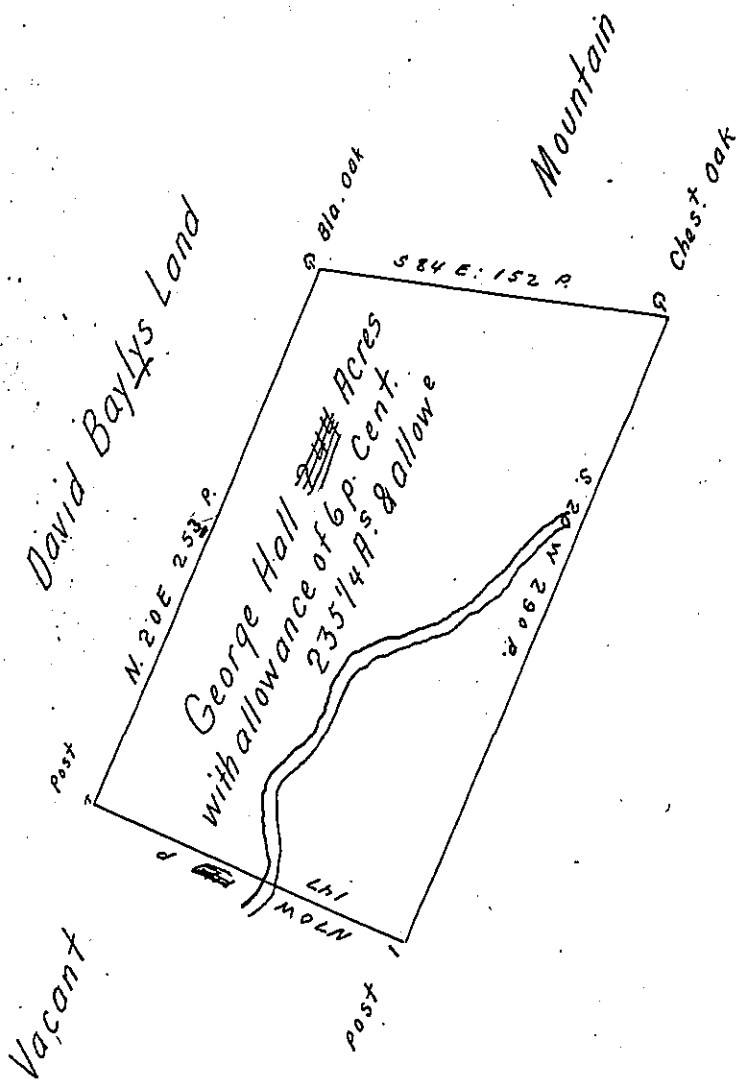 Mountain
Bla. Oak
Ches.t Oak
S 84 E: 152 P.
David Baylys Land
N. 20 E 253 P.
George Hall Acres
with allowance of 6 p. Cent.
235 1/4 A.s & allowe
S. 20 W 290 P.
Post
N 70 W
147
P
Vacant
Post